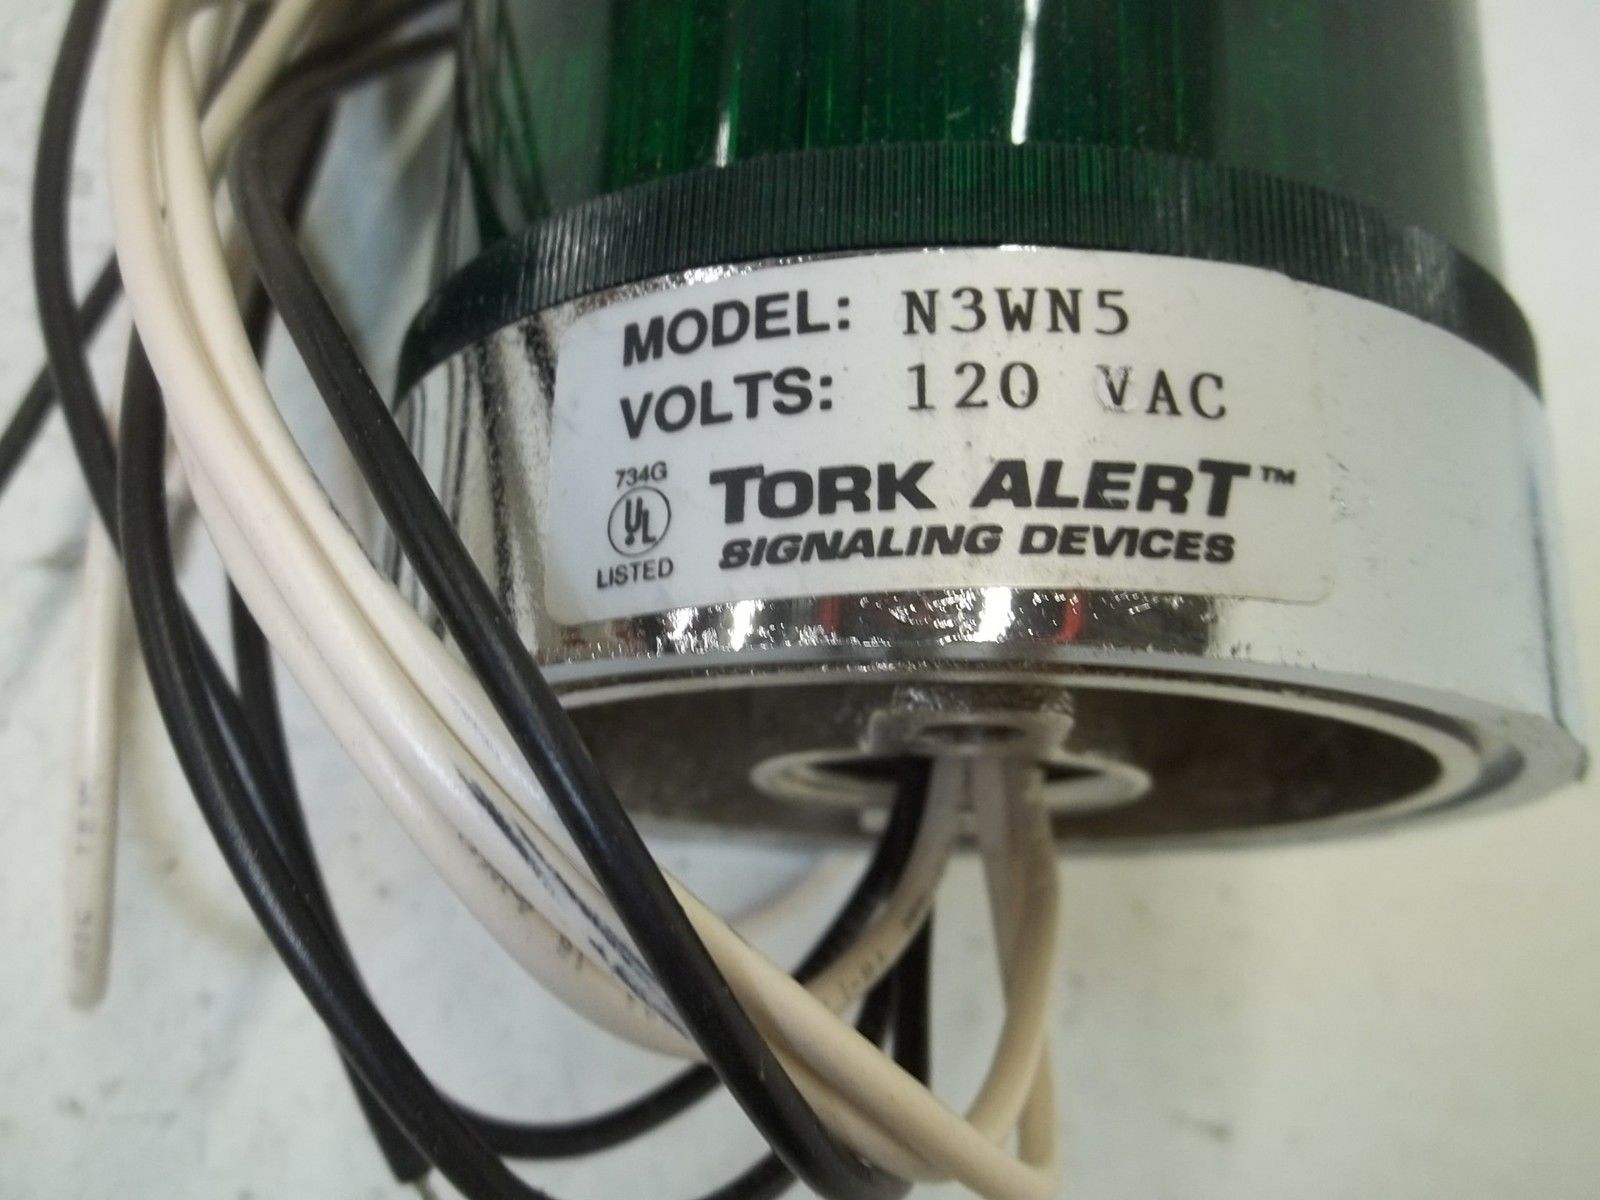 MODEL: N3WN5
VOLTS: 120 VAC
734G
UL
LISTED
TORK ALERT™
SIGNALING DEVICES